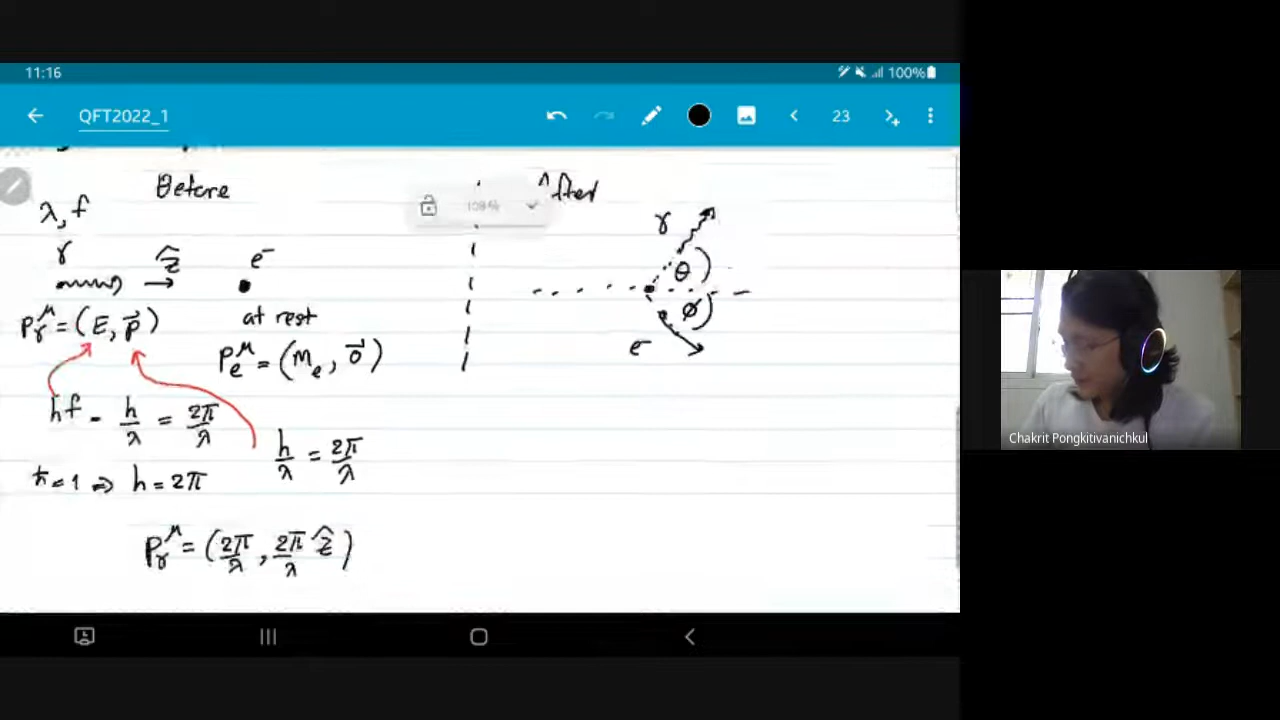 11:16 100%
QFT2022_1 23
108%
Before After
λ, f
γ ẑ e⁻ γ
→ θ
P_γ^μ = (E, p⃗) at rest φ
P_e^μ = (m_e, 0⃗) e⁻
hf = h/λ = 2π/λ
h/λ = 2π/λ
ħ = 1 ⇒ h = 2π
P_γ^μ = (2π/λ, 2π/λ ẑ)
Chakrit Pongkitivanichkul